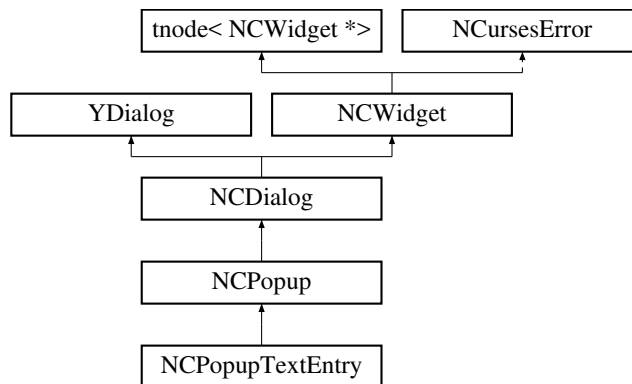 tnode< NCWidget *>
NCursesError
YDialog
NCWidget
NCDialog
NCPopup
NCPopupTextEntry